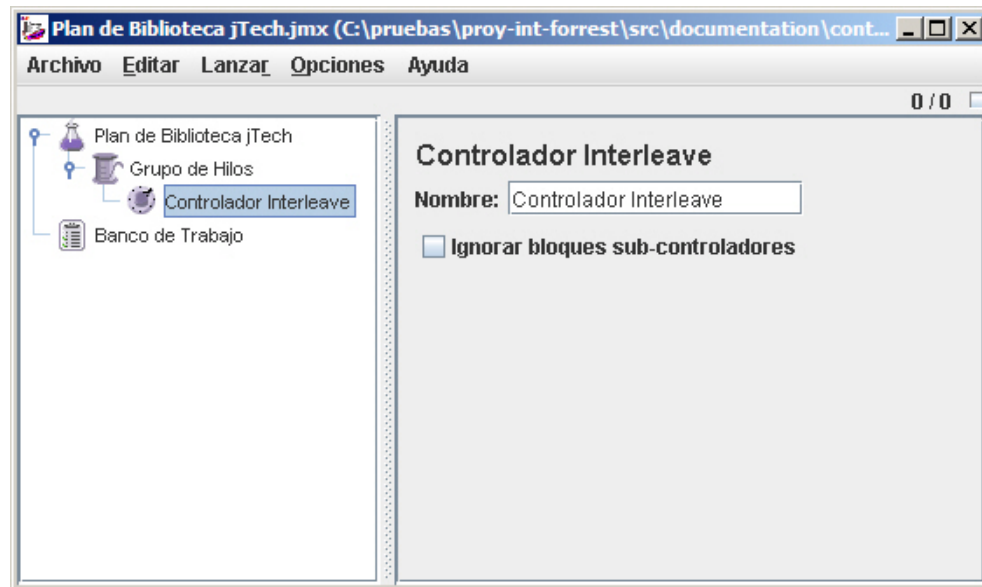 Plan de Biblioteca jTech.jmx (C:\pruebas\proy-int-forrest\src\documentation\cont...
Archivo Editar Lanzar Opciones Ayuda
0 / 0
Plan de Biblioteca jTech
Grupo de Hilos
Controlador Interleave
Banco de Trabajo
Controlador Interleave
Nombre: Controlador Interleave
Ignorar bloques sub-controladores